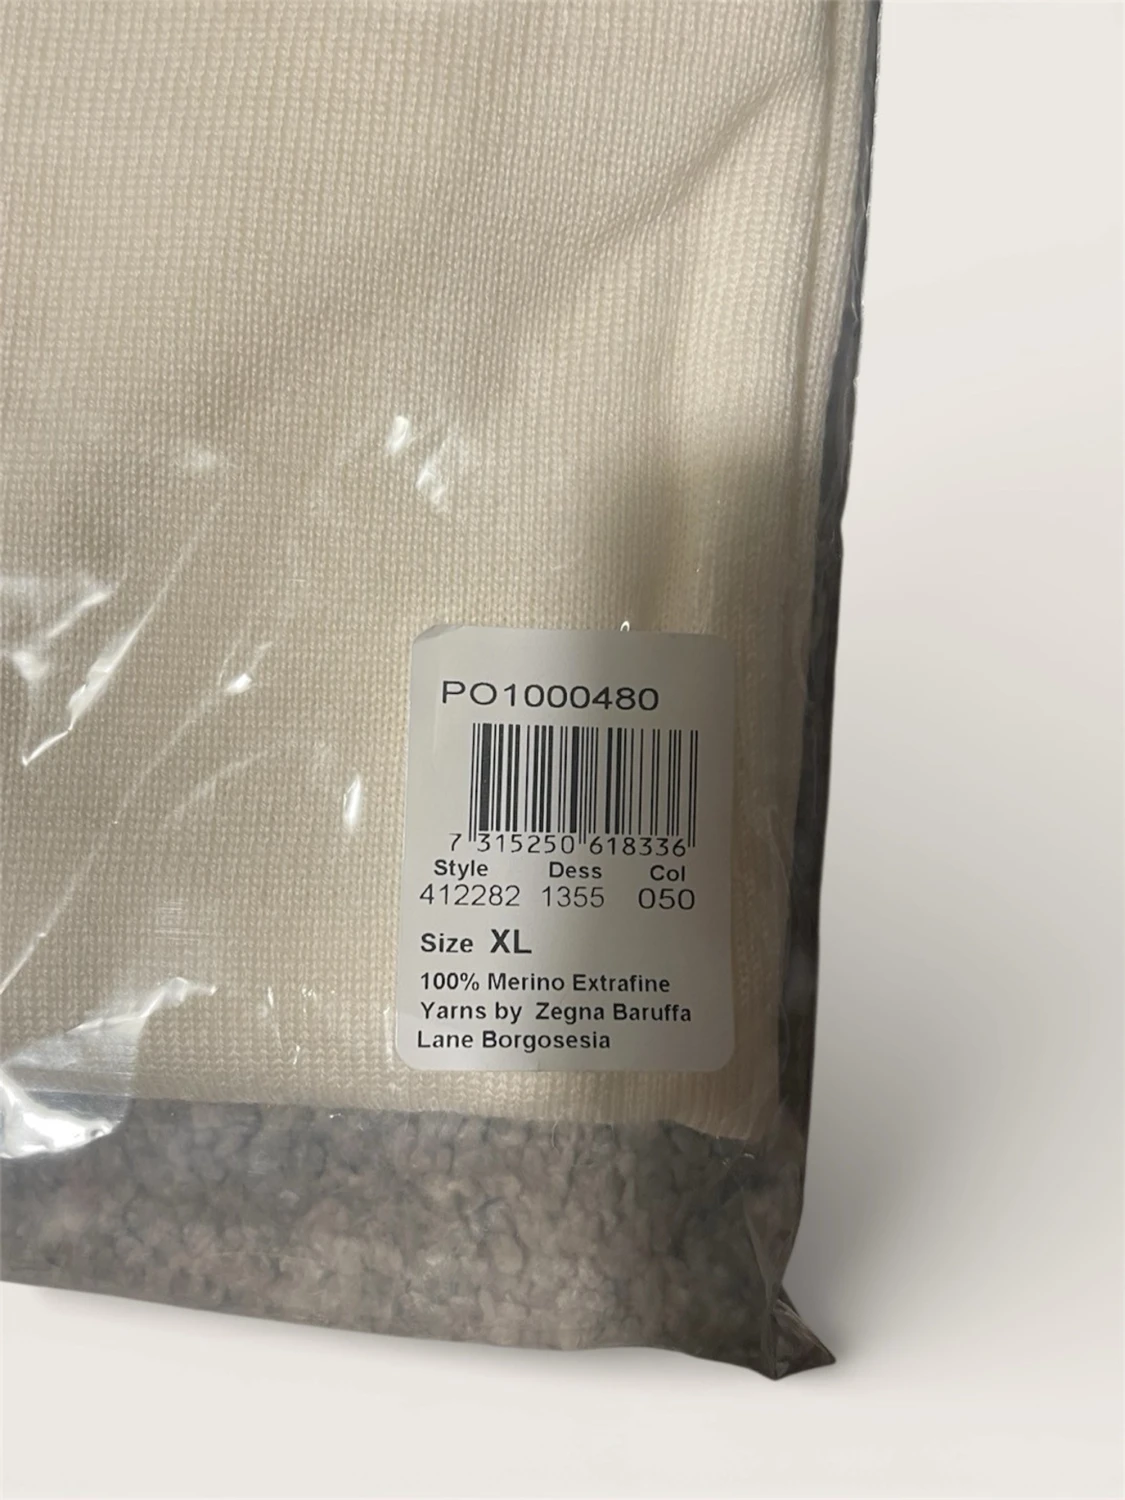 PO1000480
7 315250 618336
Style Dess Col
412282 1355 050
Size XL
100% Merino Extrafine
Yarns by Zegna Baruffa
Lane Borgosesia